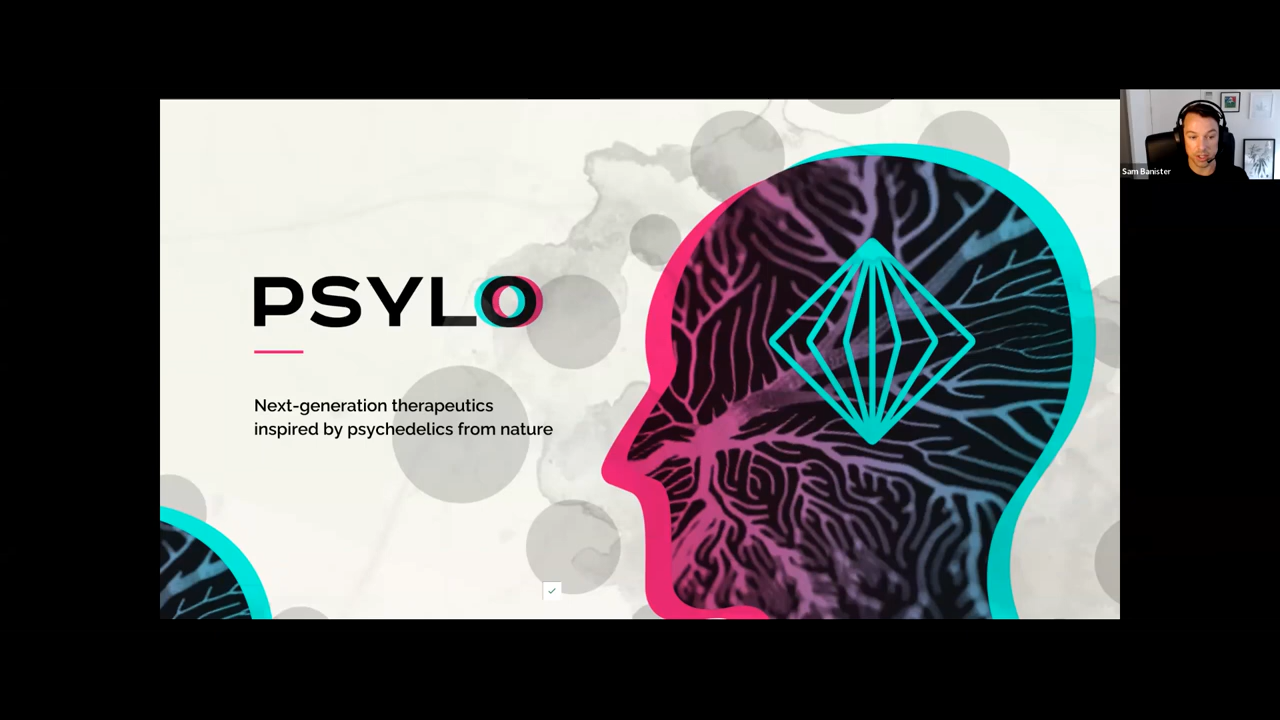 PSYLO
Next-generation therapeutics
inspired by psychedelics from nature
Sam Banister